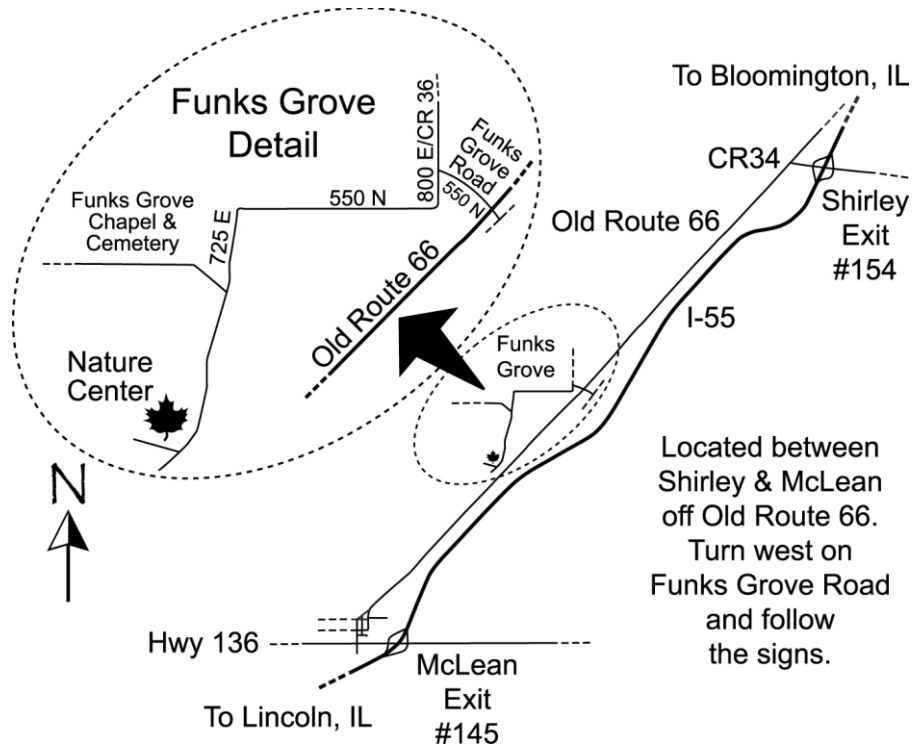 Funks Grove
Detail
800 E/CR 36
Funks
Grove
Road
550 N
550 N
Funks Grove
Chapel &
Cemetery
725 E
Old Route 66
Nature
Center
N
To Bloomington, IL
CR34
Shirley
Exit
#154
Old Route 66
I-55
Funks
Grove
Located between
Shirley & McLean
off Old Route 66.
Turn west on
Funks Grove Road
and follow
the signs.
Hwy 136
McLean
Exit
#145
To Lincoln, IL